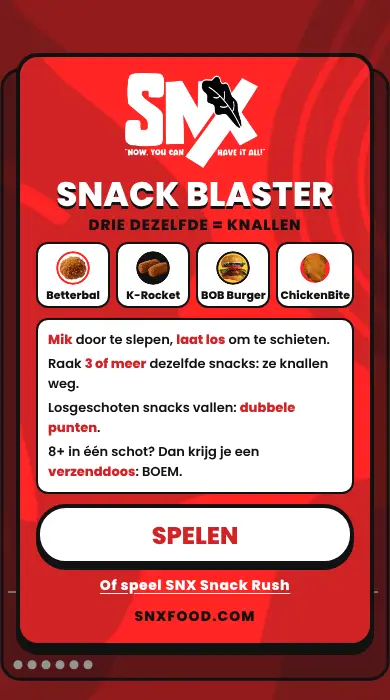 SNX
"NOW, YOU CAN HAVE IT ALL!"
SNACK BLASTER
DRIE DEZELFDE = KNALLEN
Betterbal K-Rocket BOB Burger ChickenBite
Mik door te slepen, laat los om te schieten.
Raak 3 of meer dezelfde snacks: ze knallen
weg.
Losgeschoten snacks vallen: dubbele
punten.
8+ in één schot? Dan krijg je een
verzenddoos: BOEM.
SPELEN
Of speel SNX Snack Rush
SNXFOOD.COM